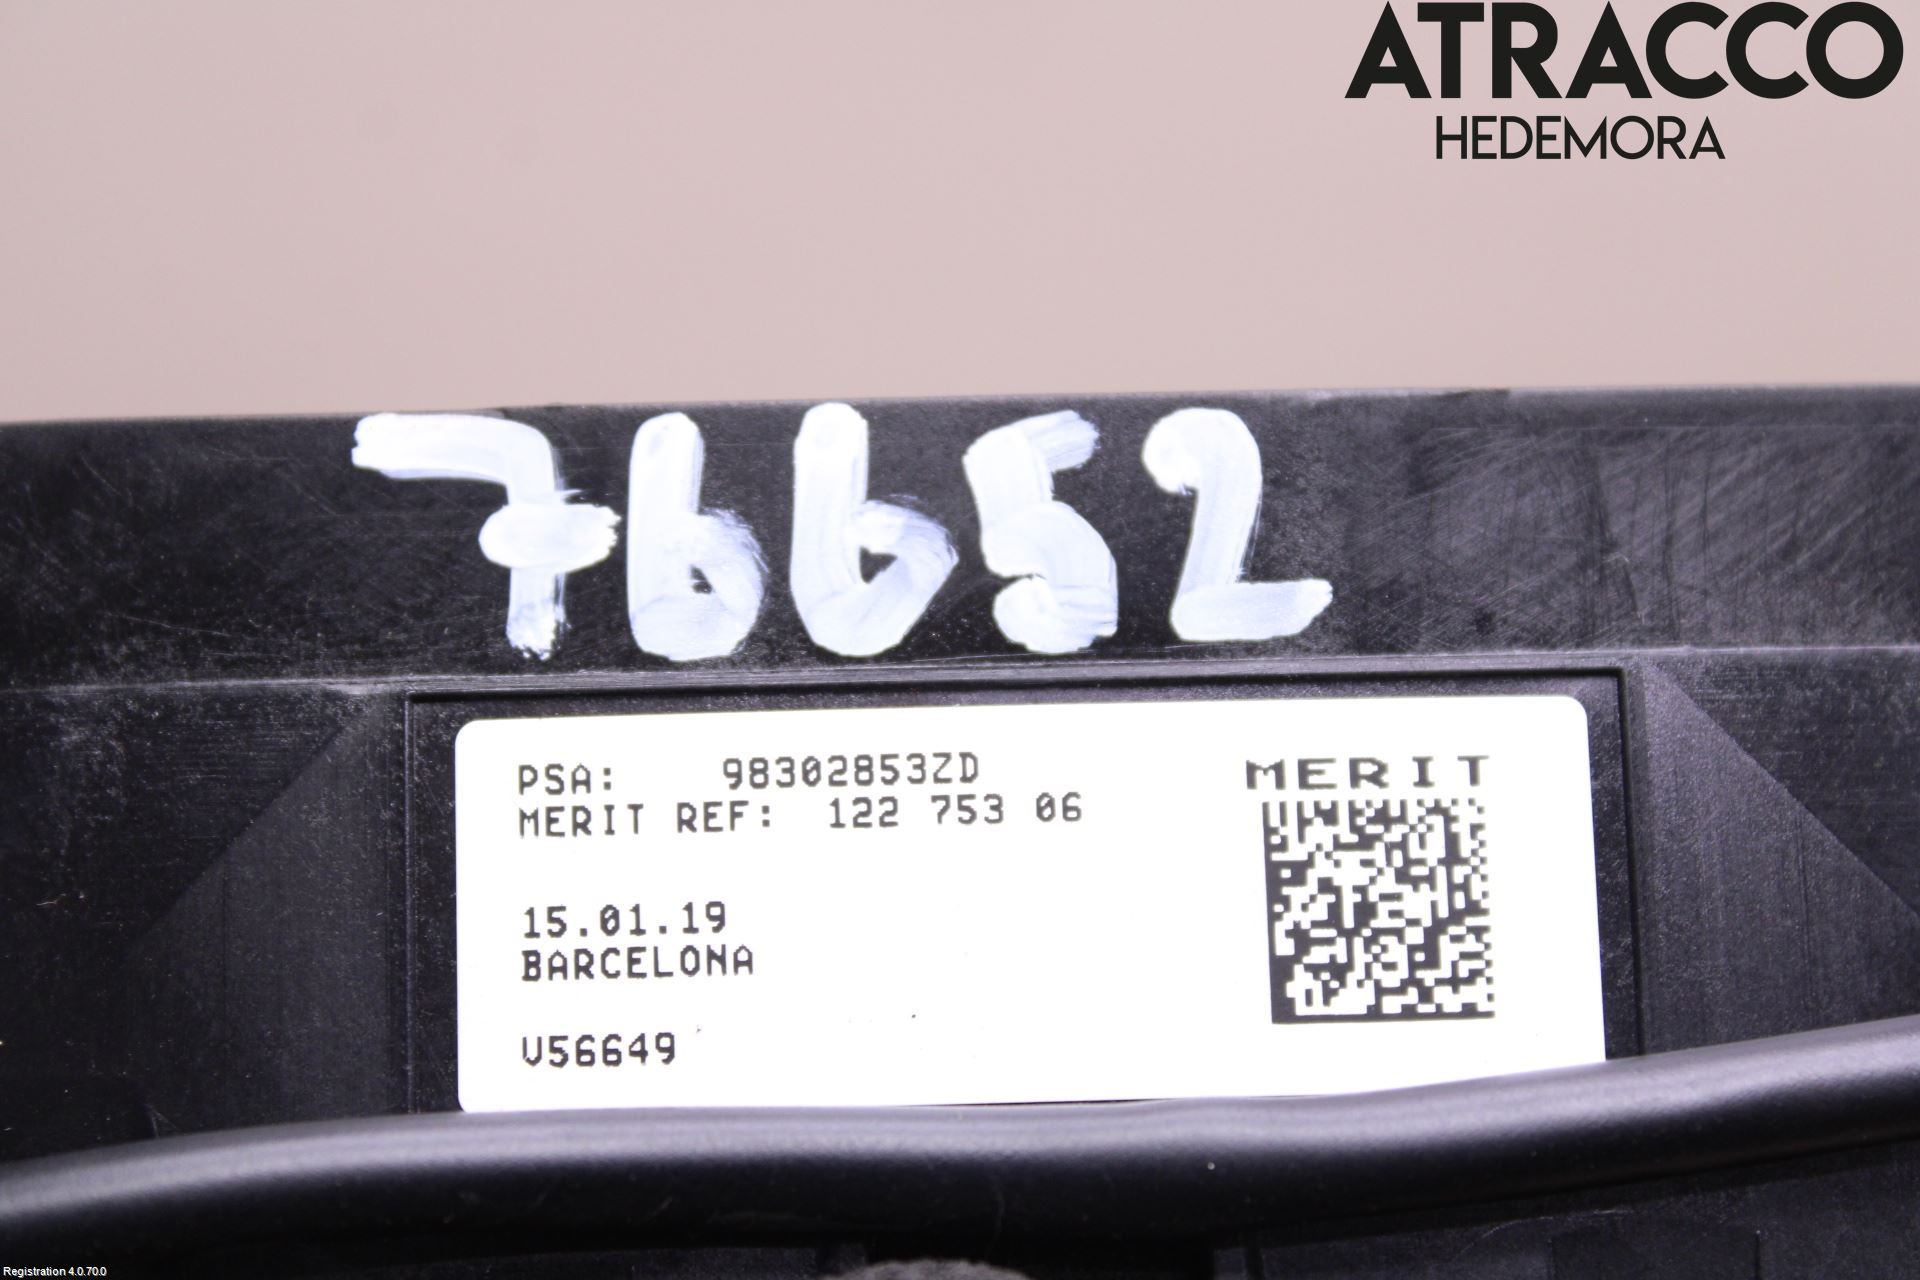 ATRACCO
HEDEMORA
76652
PSA: 98302853ZD
MERIT REF: 122 753 06
MERIT
15.01.19
BARCELONA
V56649
Registration 4.0.70.0